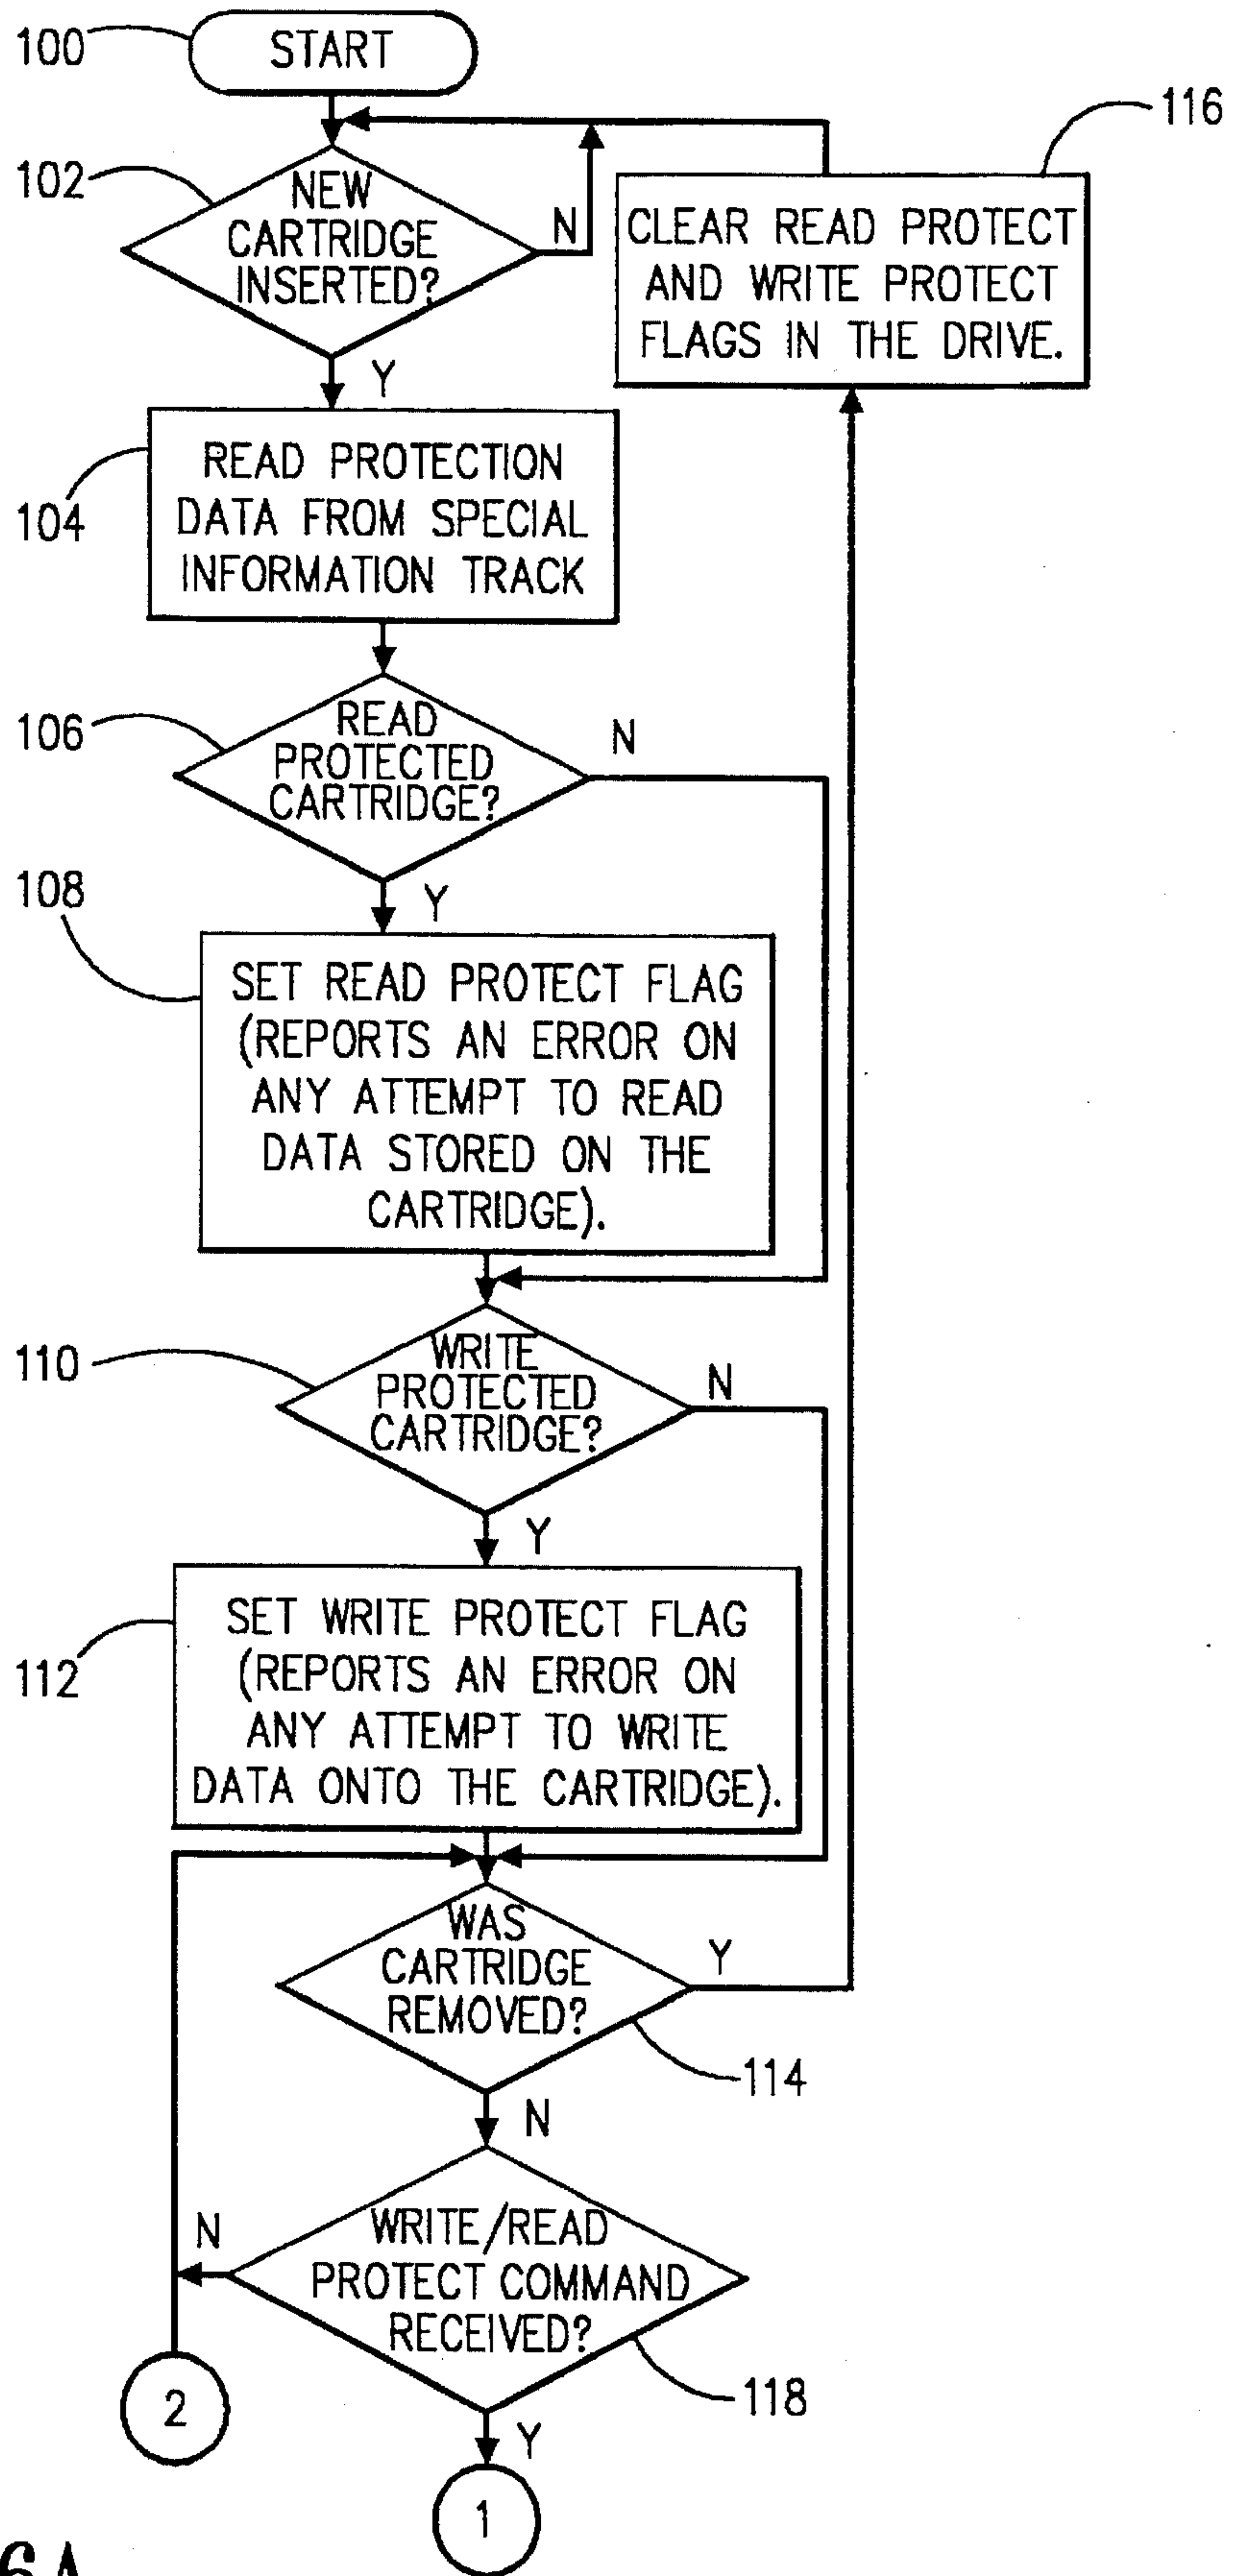 100
START
116
102
NEW
CARTRIDGE
INSERTED?
N
CLEAR READ PROTECT
AND WRITE PROTECT
FLAGS IN THE DRIVE.
Y
104
READ PROTECTION
DATA FROM SPECIAL
INFORMATION TRACK
106
READ
PROTECTED
CARTRIDGE?
N
Y
108
SET READ PROTECT FLAG
(REPORTS AN ERROR ON
ANY ATTEMPT TO READ
DATA STORED ON THE
CARTRIDGE).
110
WRITE
PROTECTED
CARTRIDGE?
N
Y
112
SET WRITE PROTECT FLAG
(REPORTS AN ERROR ON
ANY ATTEMPT TO WRITE
DATA ONTO THE CARTRIDGE).
WAS
CARTRIDGE
REMOVED?
Y
114
N
WRITE/READ
PROTECT COMMAND
RECEIVED?
N
118
2
Y
1
6A